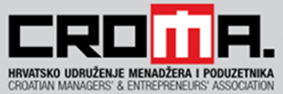 CROMA.
HRVATSKO UDRUŽENJE MENADŽERA I PODUZETNIKA
CROATIAN MANAGERS' & ENTREPRENEURS' ASSOCIATION